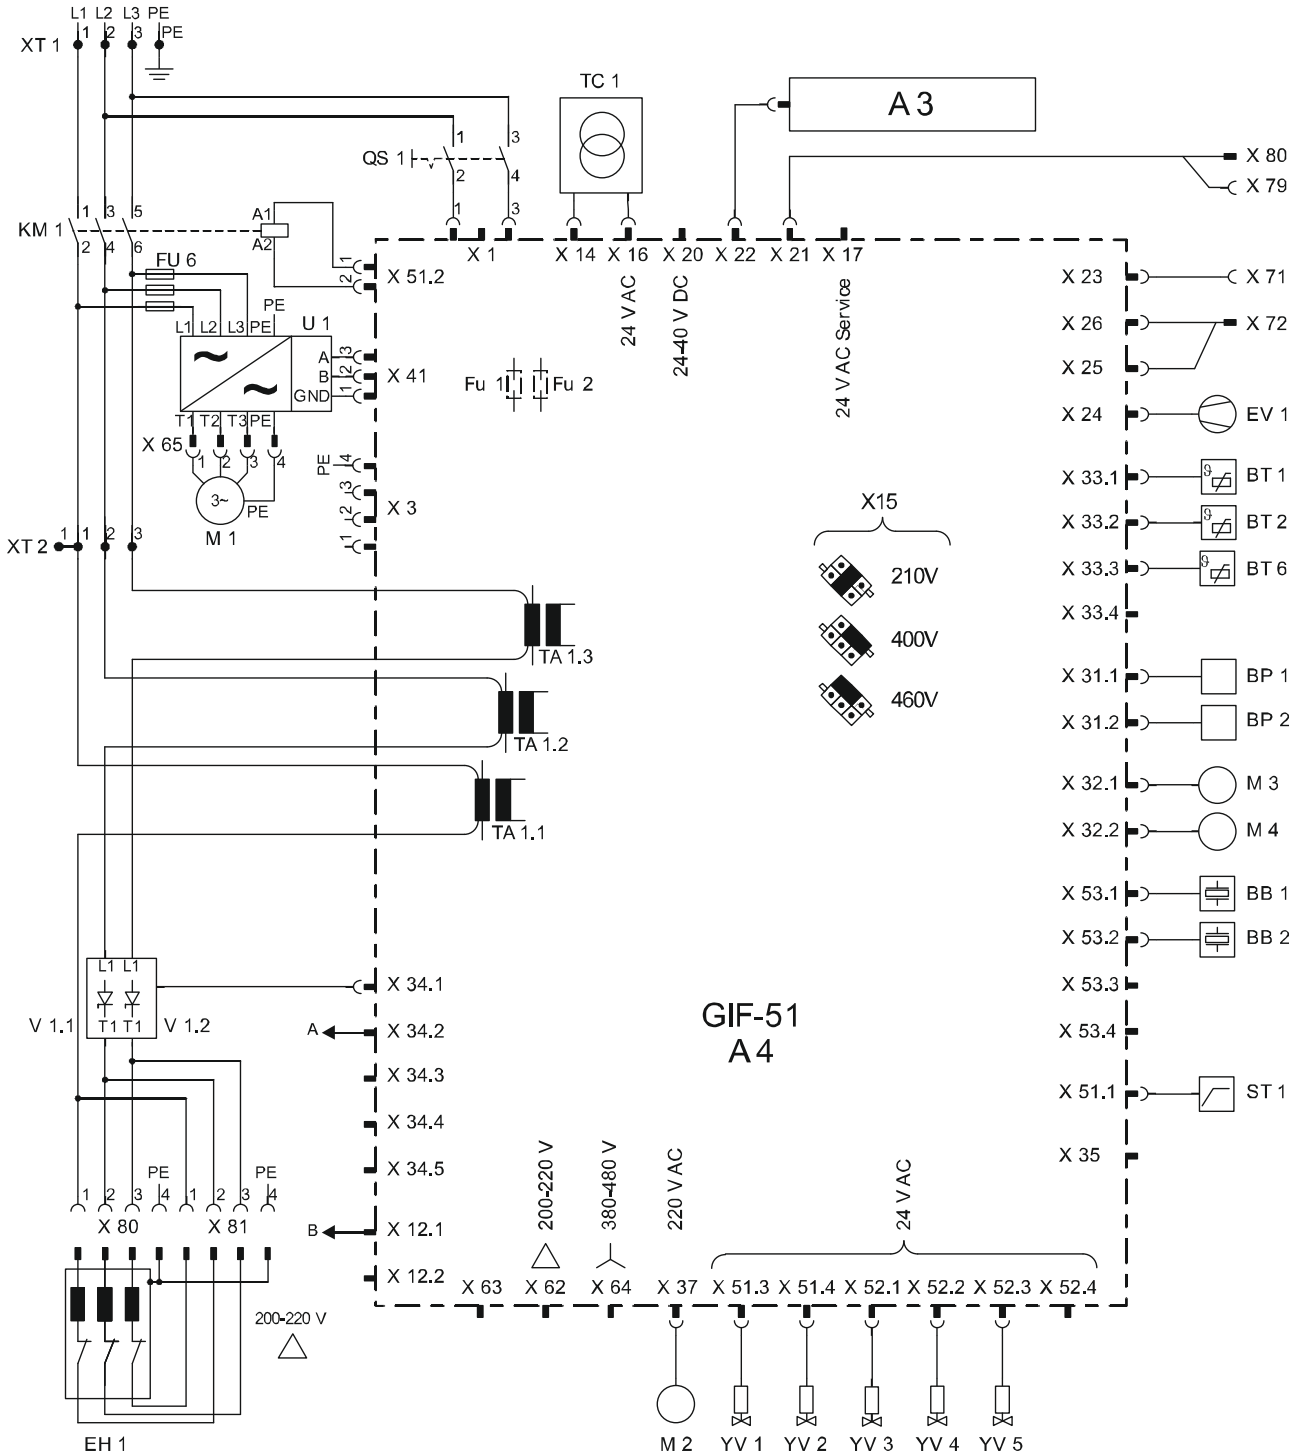 L1 L2 L3 PE
1 2 3 PE
XT 1
TC 1
A 3
1 3
QS 1
2 4
X 80
X 79
1 3 5
KM 1
2 4 6
A1
A2
1 3
1
2
X 51.2
X 1 X 14 X 16 X 20 X 22 X 21 X 17
24 V AC
24-40 V DC
24 V AC Service
X 23 X 71
X 26 X 72
X 25
X 24 EV 1
FU 6
PE
L1 L2 L3 PE U 1
A 3
B 2
GND 1
X 41
Fu 1 Fu 2
T1 T2 T3 PE
X 65
1 2 3 4
3~
PE
M 1
PE 4
3
2
1
X 3
X 33.1 BT 1
ϑ
X 33.2 BT 2
ϑ
X 33.3 BT 6
ϑ
X 33.4
X15
210V
400V
460V
XT 2
1 1 2 3
TA 1.3
TA 1.2
TA 1.1
X 31.1 BP 1
X 31.2 BP 2
X 32.1 M 3
X 32.2 M 4
X 53.1 BB 1
X 53.2 BB 2
X 53.3
X 53.4
X 51.1 ST 1
X 35
L1 L1
V 1.1 T1 T1 V 1.2
X 34.1
A X 34.2
X 34.3
X 34.4
X 34.5
B X 12.1
X 12.2
GIF-51
A 4
PE PE
1 2 3 4 1 2 3 4
X 80 X 81
200-220 V
EH 1
200-220 V
380-480 V
220 V AC
24 V AC
X 63 X 62 X 64 X 37 X 51.3 X 51.4 X 52.1 X 52.2 X 52.3 X 52.4
M 2 YV 1 YV 2 YV 3 YV 4 YV 5